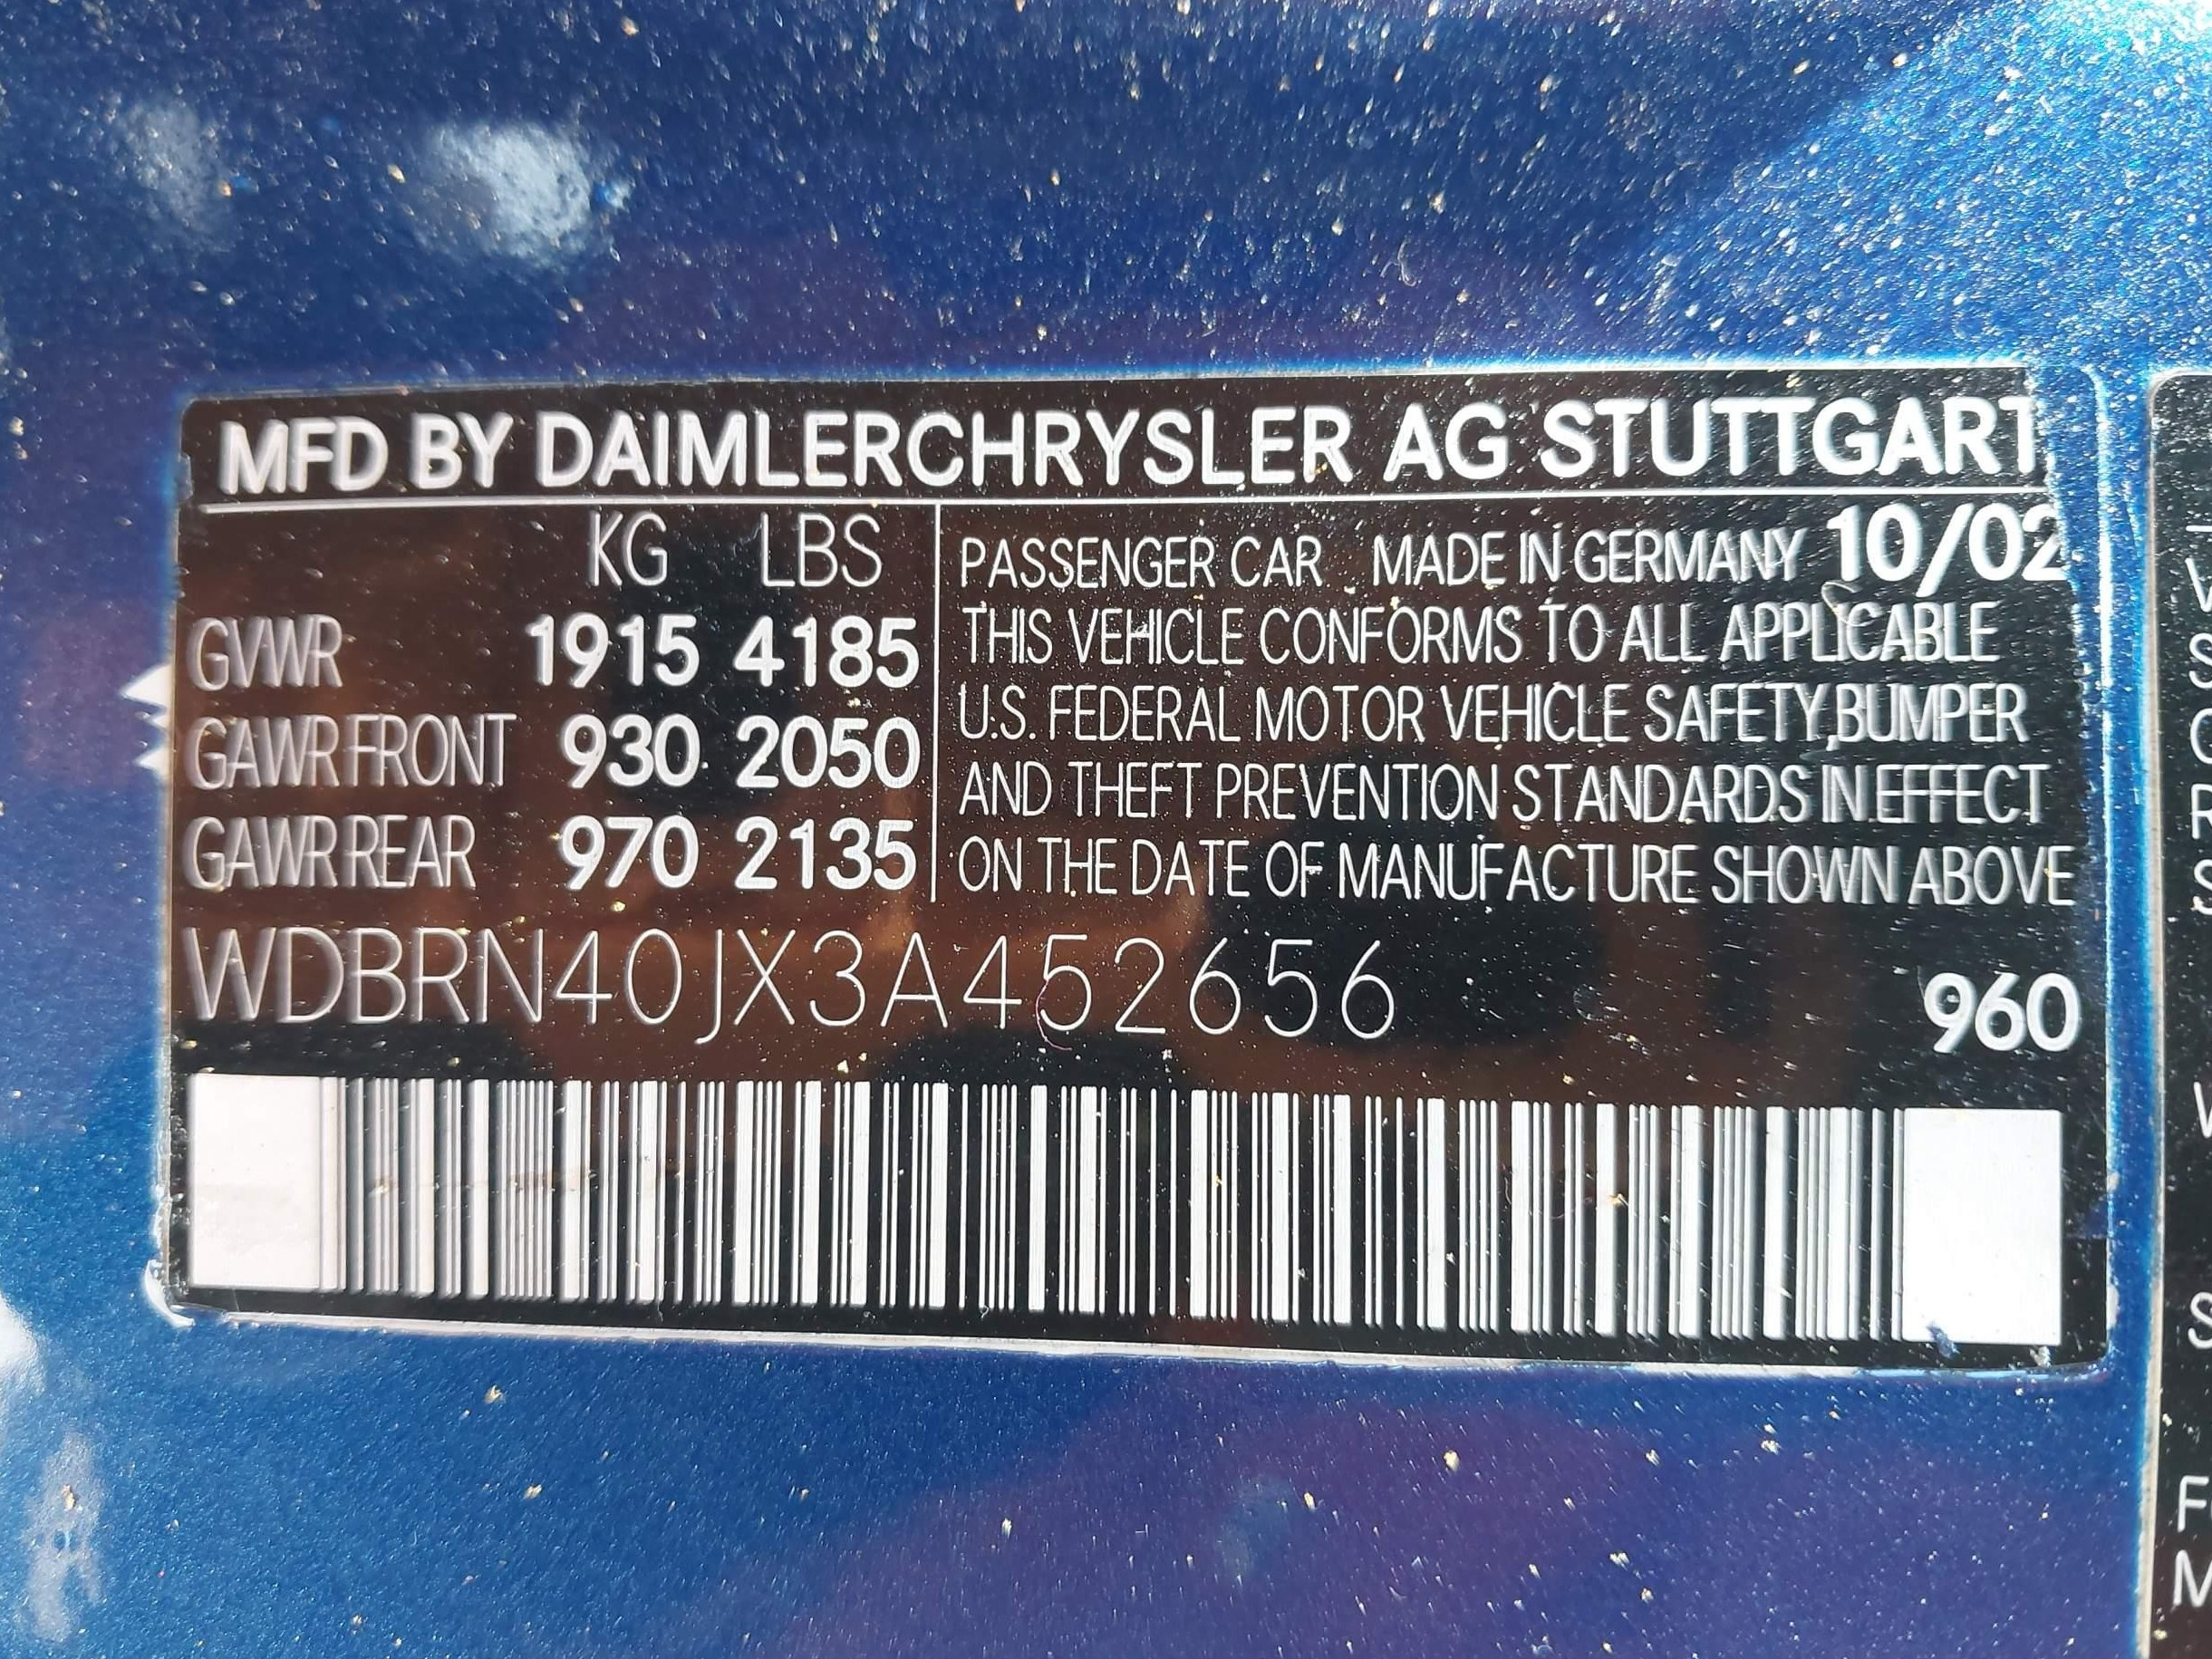 MFD BY DAIMLERCHRYSLER AG STUTTGART
KG LBS
GVWR 1915 4185
GAWR FRONT 930 2050
GAWR REAR 970 2135
PASSENGER CAR MADE IN GERMANY 10/02
THIS VEHICLE CONFORMS TO ALL APPLICABLE
U.S. FEDERAL MOTOR VEHICLE SAFETY,BUMPER
AND THEFT PREVENTION STANDARDS IN EFFECT
ON THE DATE OF MANUFACTURE SHOWN ABOVE
WDBRN40JX3A452656
960